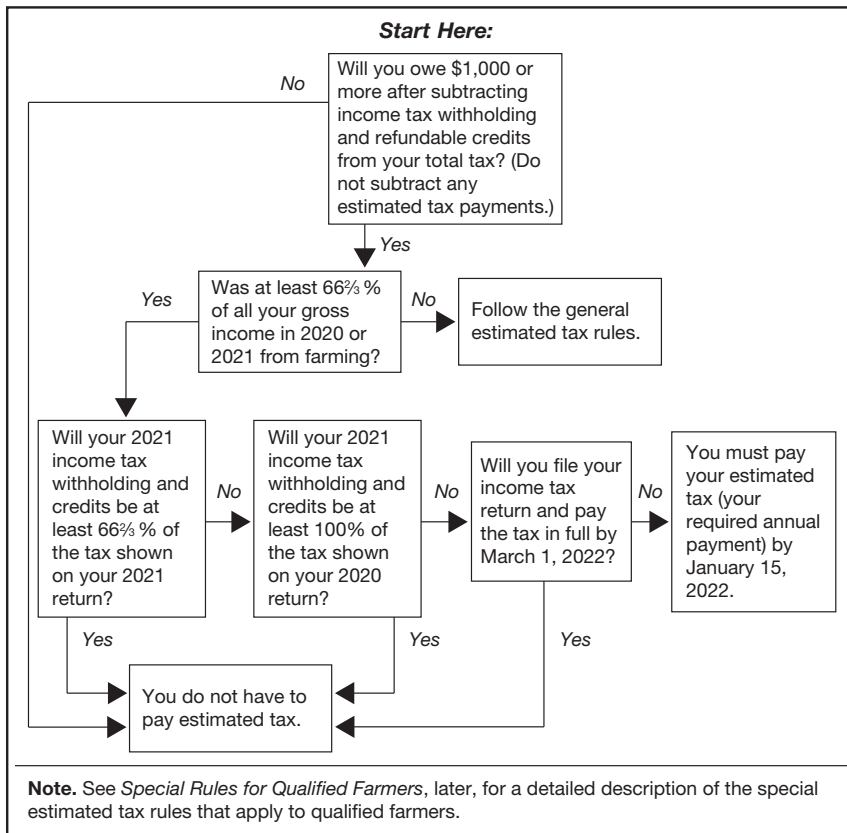 Start Here:
No
Will you owe $1,000 or
more after subtracting
income tax withholding
and refundable credits
from your total tax? (Do
not subtract any
estimated tax payments.)
Yes
Yes
Was at least 66⅔ %
of all your gross
income in 2020 or
2021 from farming?
No
Follow the general
estimated tax rules.
Will your 2021
income tax
withholding and
credits be at
least 66⅔ % of
the tax shown
on your 2021
return?
No
Will your 2021
income tax
withholding and
credits be at
least 100% of
the tax shown
on your 2020
return?
No
Will you file your
income tax
return and pay
the tax in full by
March 1, 2022?
No
You must pay
your estimated
tax (your
required annual
payment) by
January 15,
2022.
Yes
Yes
Yes
You do not have to
pay estimated tax.
Note. See Special Rules for Qualified Farmers, later, for a detailed description of the special
estimated tax rules that apply to qualified farmers.